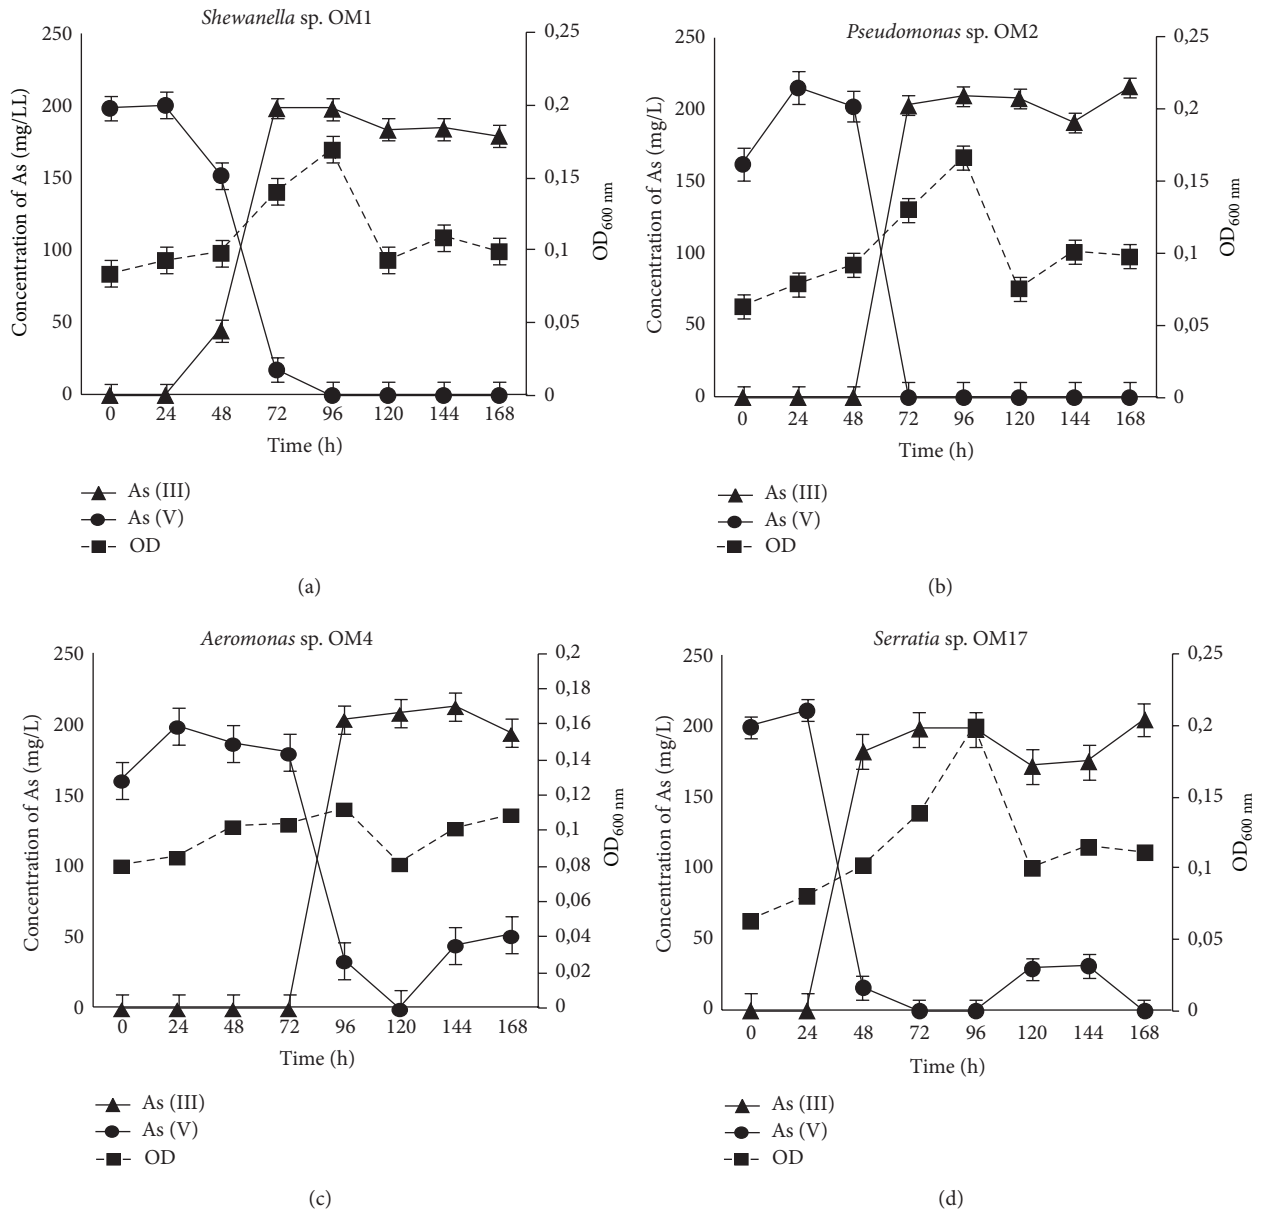 Shewanella sp. OM1
Concentration of As (mg/LL)
250
200
150
100
50
0
0,25
0,2
0,15
0,1
0,05
0
OD600 nm
0 24 48 72 96 120 144 168
Time (h)
As (III)
As (V)
OD
(a)
Pseudomonas sp. OM2
Concentration of As (mg/L)
250
200
150
100
50
0
0,25
0,2
0,15
0,1
0,05
0
OD600 nm
0 24 48 72 96 120 144 168
Time (h)
As (III)
As (V)
OD
(b)
Aeromonas sp. OM4
Concentration of As (mg/L)
250
200
150
100
50
0
0,2
0,18
0,16
0,14
0,12
0,1
0,08
0,06
0,04
0,02
0
OD600 nm
0 24 48 72 96 120 144 168
Time (h)
As (III)
As (V)
OD
(c)
Serratia sp. OM17
Concentration of As (mg/L)
250
200
150
100
50
0
0,25
0,2
0,15
0,1
0,05
0
OD600 nm
0 24 48 72 96 120 144 168
Time (h)
As (III)
As (V)
OD
(d)